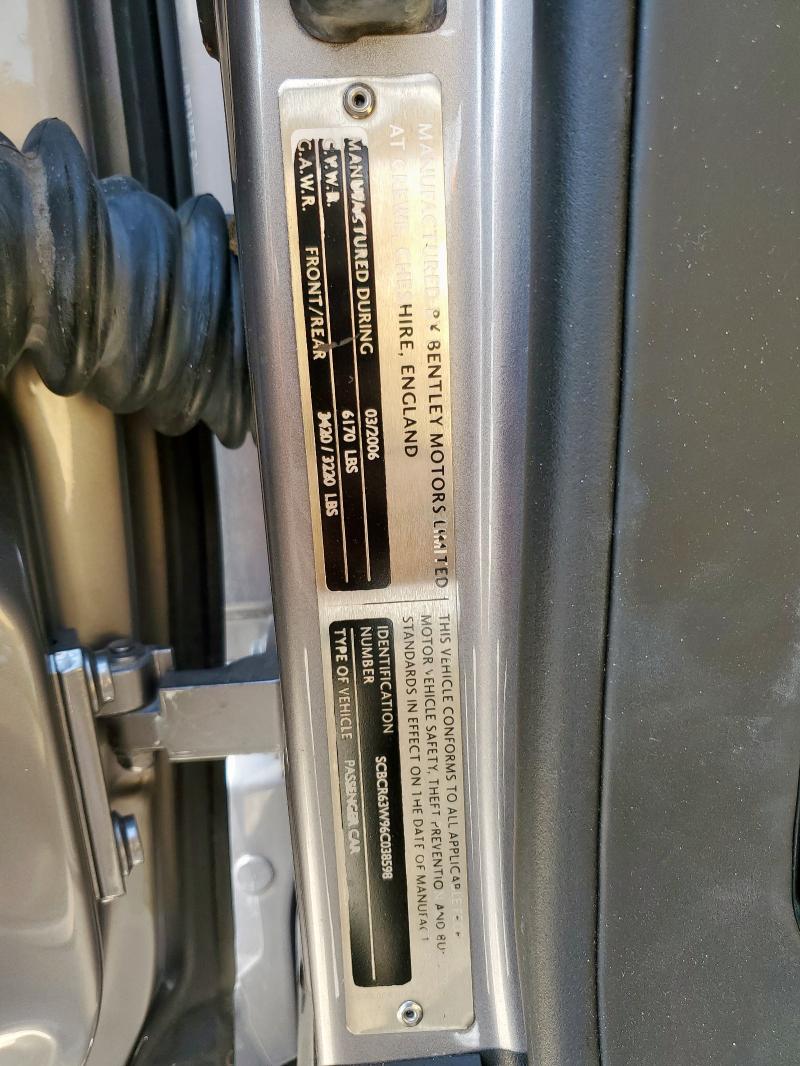 MANUFACTURED BY BENTLEY MOTORS LIMITED
AT CREWE, CHESHIRE, ENGLAND
MANUFACTURED DURING 03/2006
G.V.W.R. 6170 LBS
G.A.W.R. FRONT/REAR 3420 / 3220 LBS
THIS VEHICLE CONFORMS TO ALL APPLICABLE
MOTOR VEHICLE SAFETY, THEFT PREVENTION AND
STANDARDS IN EFFECT ON THE DATE OF
IDENTIFICATION
NUMBER SCBCR63W96C038598
TYPE OF VEHICLE PASSENGER CAR